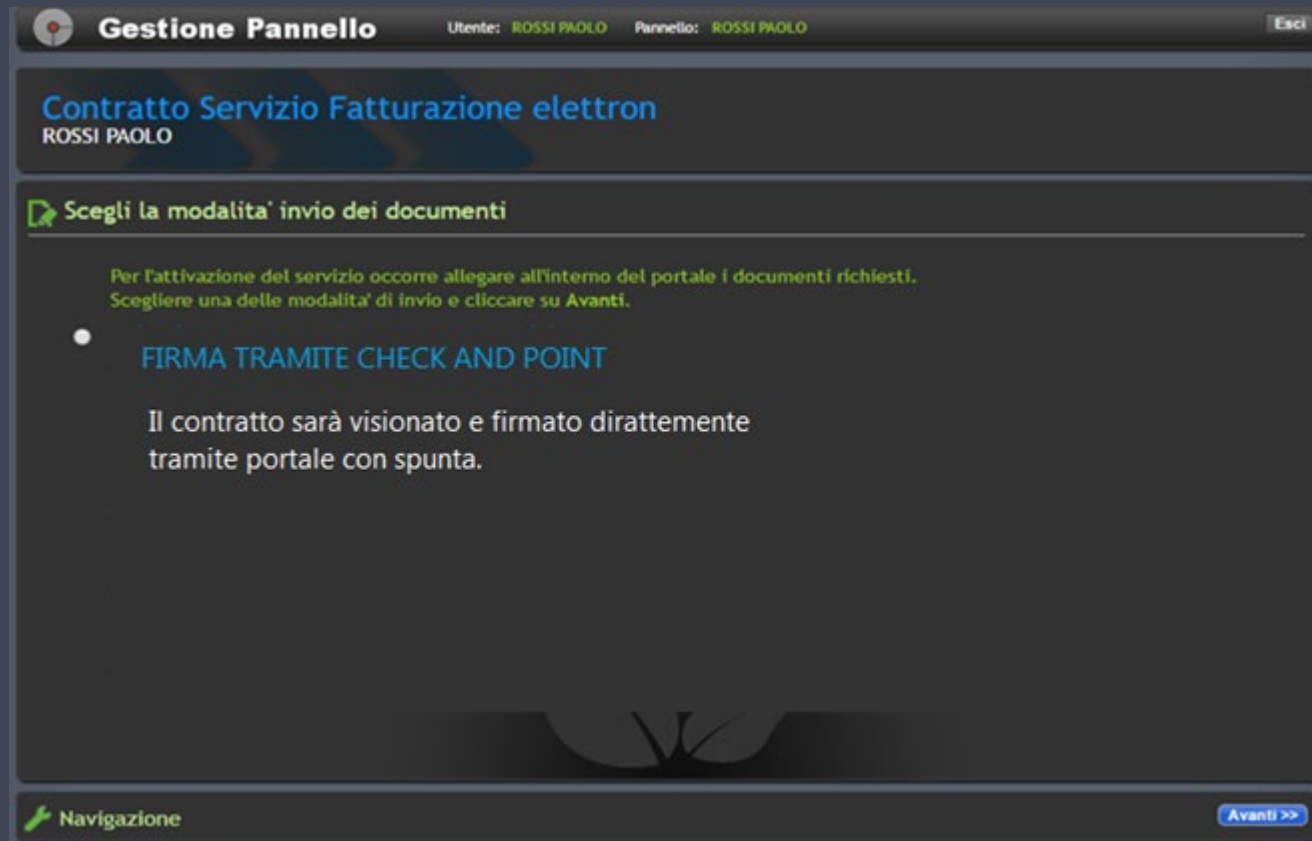 Gestione Pannello Utente: ROSSI PAOLO Pannello: ROSSI PAOLO Esci
Contratto Servizio Fatturazione elettron
ROSSI PAOLO
Scegli la modalita' invio dei documenti
Per l'attivazione del servizio occorre allegare all'interno del portale i documenti richiesti.
Scegliere una delle modalita' di invio e cliccare su Avanti.
FIRMA TRAMITE CHECK AND POINT
Il contratto sarà visionato e firmato dirattemente
tramite portale con spunta.
Navigazione Avanti >>